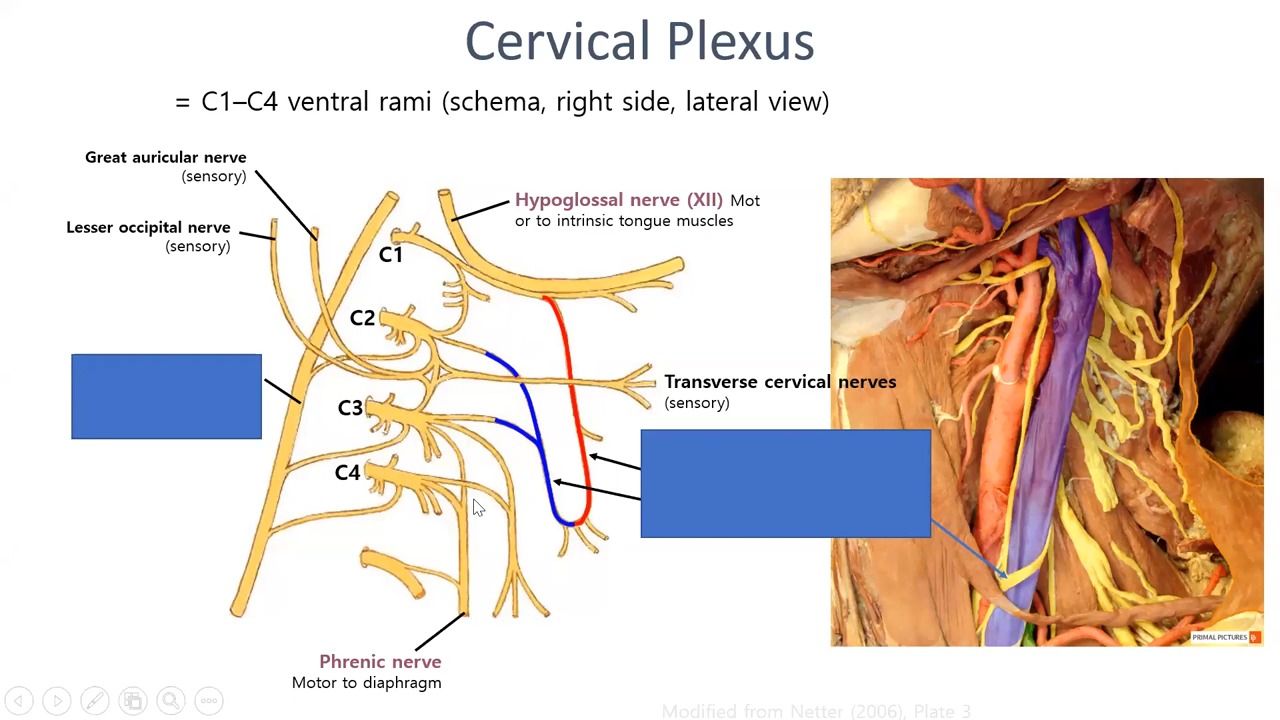 Cervical Plexus
= C1–C4 ventral rami (schema, right side, lateral view)
Great auricular nerve
(sensory)
Lesser occipital nerve
(sensory)
Hypoglossal nerve (XII) Mot
or to intrinsic tongue muscles
C1
C2
C3
C4
Transverse cervical nerves
(sensory)
Phrenic nerve
Motor to diaphragm
PRIMAL PICTURES
Modified from Netter (2006), Plate 3